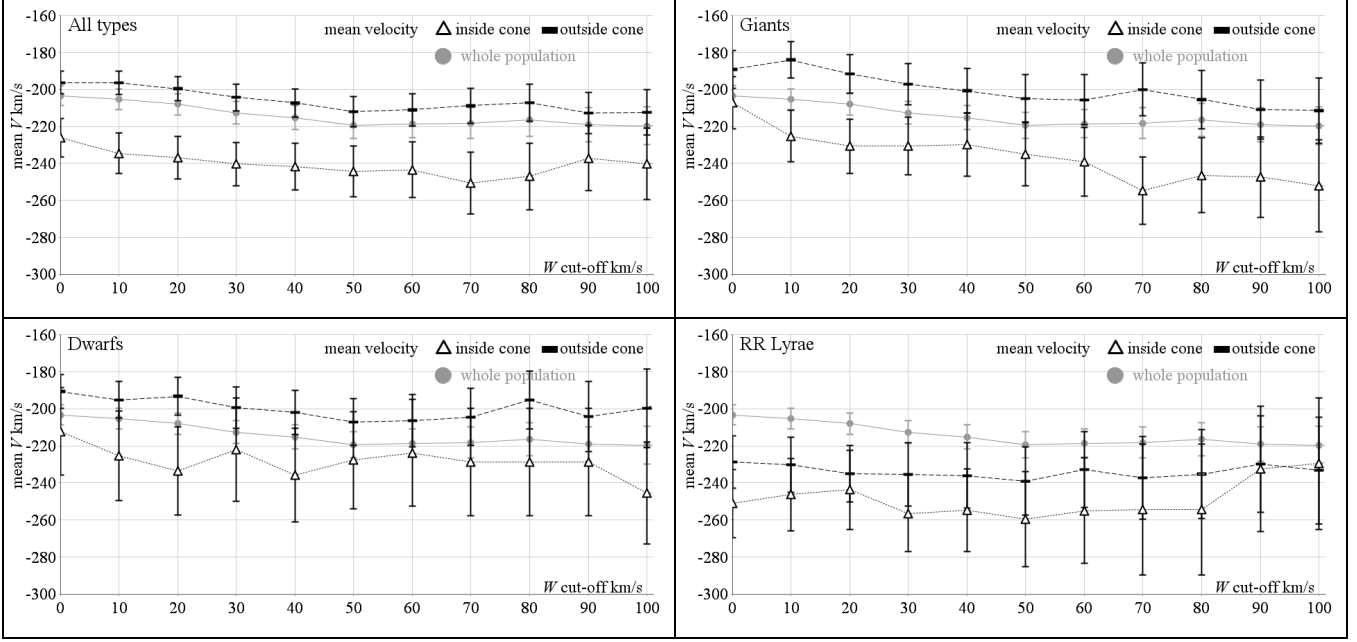 All types
mean velocity inside cone outside cone
whole population
mean V km/s
-160
-180
-200
-220
-240
-260
-280
-300
W cut-off km/s
0 10 20 30 40 50 60 70 80 90 100
Giants
mean velocity inside cone outside cone
whole population
mean V km/s
-160
-180
-200
-220
-240
-260
-280
-300
W cut-off km/s
0 10 20 30 40 50 60 70 80 90 100
Dwarfs
mean velocity inside cone outside cone
whole population
mean V km/s
-160
-180
-200
-220
-240
-260
-280
-300
W cut-off km/s
0 10 20 30 40 50 60 70 80 90 100
RR Lyrae
mean velocity inside cone outside cone
whole population
mean V km/s
-160
-180
-200
-220
-240
-260
-280
-300
W cut-off km/s
0 10 20 30 40 50 60 70 80 90 100